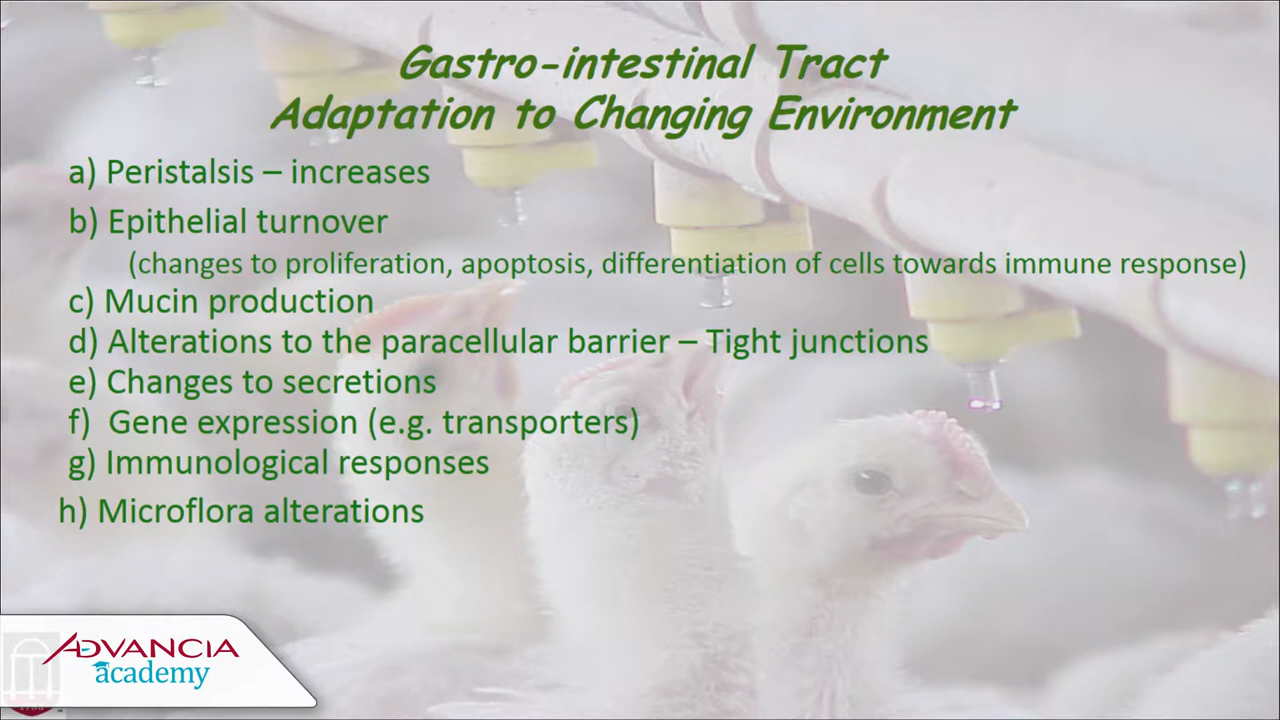 Gastro-intestinal Tract
Adaptation to Changing Environment
a) Peristalsis – increases
b) Epithelial turnover
(changes to proliferation, apoptosis, differentiation of cells towards immune response)
c) Mucin production
d) Alterations to the paracellular barrier – Tight junctions
e) Changes to secretions
f) Gene expression (e.g. transporters)
g) Immunological responses
h) Microflora alterations
ADVANCIA
academy